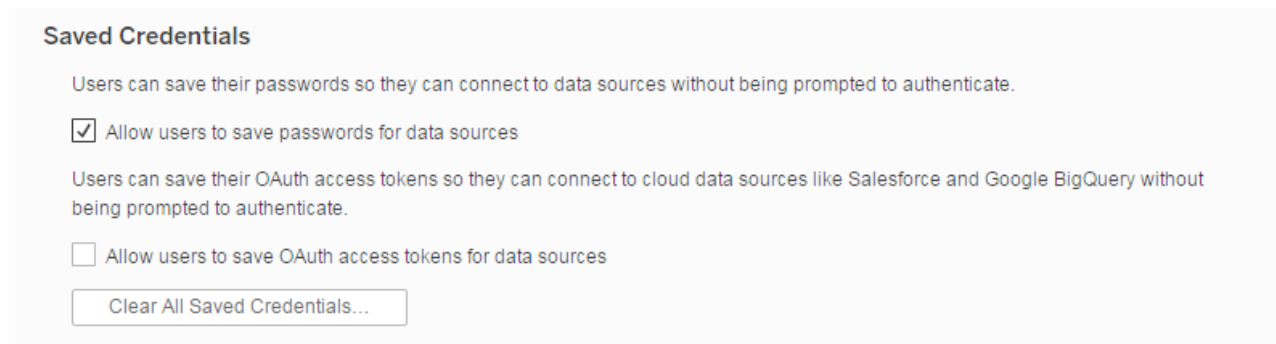 Saved Credentials
Users can save their passwords so they can connect to data sources without being prompted to authenticate.
Allow users to save passwords for data sources
Users can save their OAuth access tokens so they can connect to cloud data sources like Salesforce and Google BigQuery without
being prompted to authenticate.
Allow users to save OAuth access tokens for data sources
Clear All Saved Credentials...